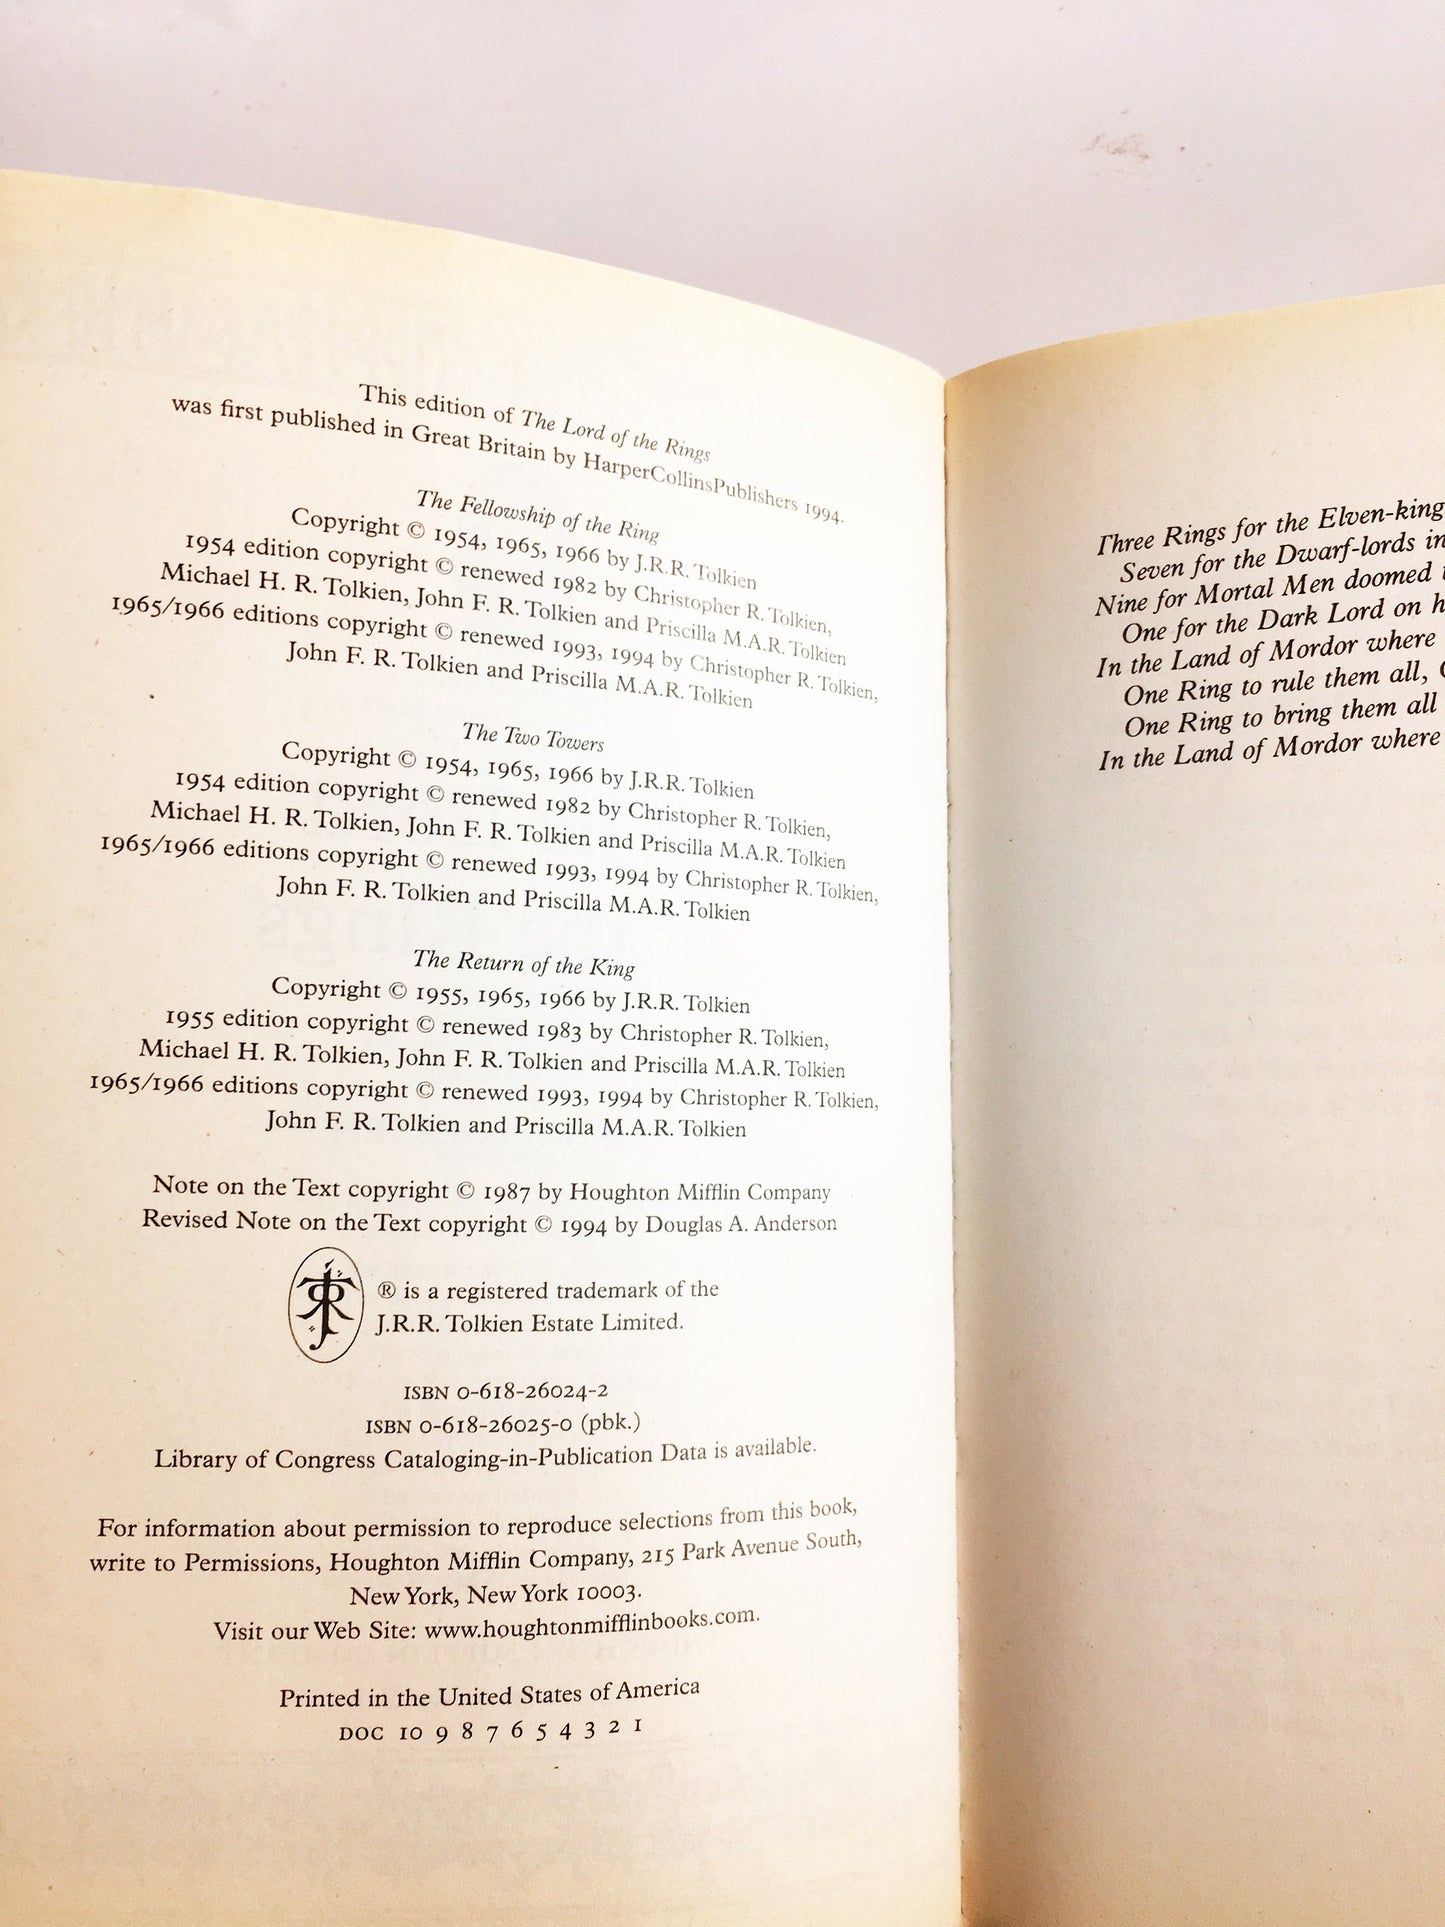 This edition of The Lord of the Rings
was first published in Great Britain by HarperCollinsPublishers 1994.
The Fellowship of the Ring
Copyright © 1954, 1965, 1966 by J.R.R. Tolkien
1954 edition copyright © renewed 1982 by Christopher R. Tolkien,
Michael H. R. Tolkien, John F. R. Tolkien and Priscilla M.A.R. Tolkien
1965/1966 editions copyright © renewed 1993, 1994 by Christopher R. Tolkien,
John F. R. Tolkien and Priscilla M.A.R. Tolkien
The Two Towers
Copyright © 1954, 1965, 1966 by J.R.R. Tolkien
1954 edition copyright © renewed 1982 by Christopher R. Tolkien,
Michael H. R. Tolkien, John F. R. Tolkien and Priscilla M.A.R. Tolkien
1965/1966 editions copyright © renewed 1993, 1994 by Christopher R. Tolkien,
John F. R. Tolkien and Priscilla M.A.R. Tolkien
The Return of the King
Copyright © 1955, 1965, 1966 by J.R.R. Tolkien
1955 edition copyright © renewed 1983 by Christopher R. Tolkien,
Michael H. R. Tolkien, John F. R. Tolkien and Priscilla M.A.R. Tolkien
1965/1966 editions copyright © renewed 1993, 1994 by Christopher R. Tolkien,
John F. R. Tolkien and Priscilla M.A.R. Tolkien
Note on the Text copyright © 1987 by Houghton Mifflin Company
Revised Note on the Text copyright © 1994 by Douglas A. Anderson
® is a registered trademark of the
J.R.R. Tolkien Estate Limited.
ISBN 0-618-26024-2
ISBN 0-618-26025-0 (pbk.)
Library of Congress Cataloging-in-Publication Data is available.
For information about permission to reproduce selections from this book,
write to Permissions, Houghton Mifflin Company, 215 Park Avenue South,
New York, New York 10003.
Visit our Web Site: www.houghtonmifflinbooks.com.
Printed in the United States of America
DOC 10 9 8 7 6 5 4 3 2 1
Three Rings for the Elven-king
Seven for the Dwarf-lords in
Nine for Mortal Men doomed
One for the Dark Lord on
In the Land of Mordor where
One Ring to rule them all,
One Ring to bring them all
In the Land of Mordor where